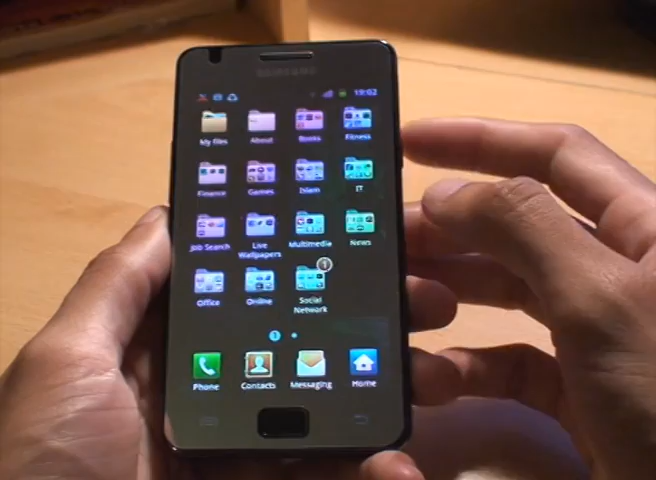 SAMSUNG
19:02
My files About Books Fitness
Finance Games Islam IT
Job Search Live Wallpapers Multimedia News
1
Office Online Social Network
1
Phone Contacts Messaging Home